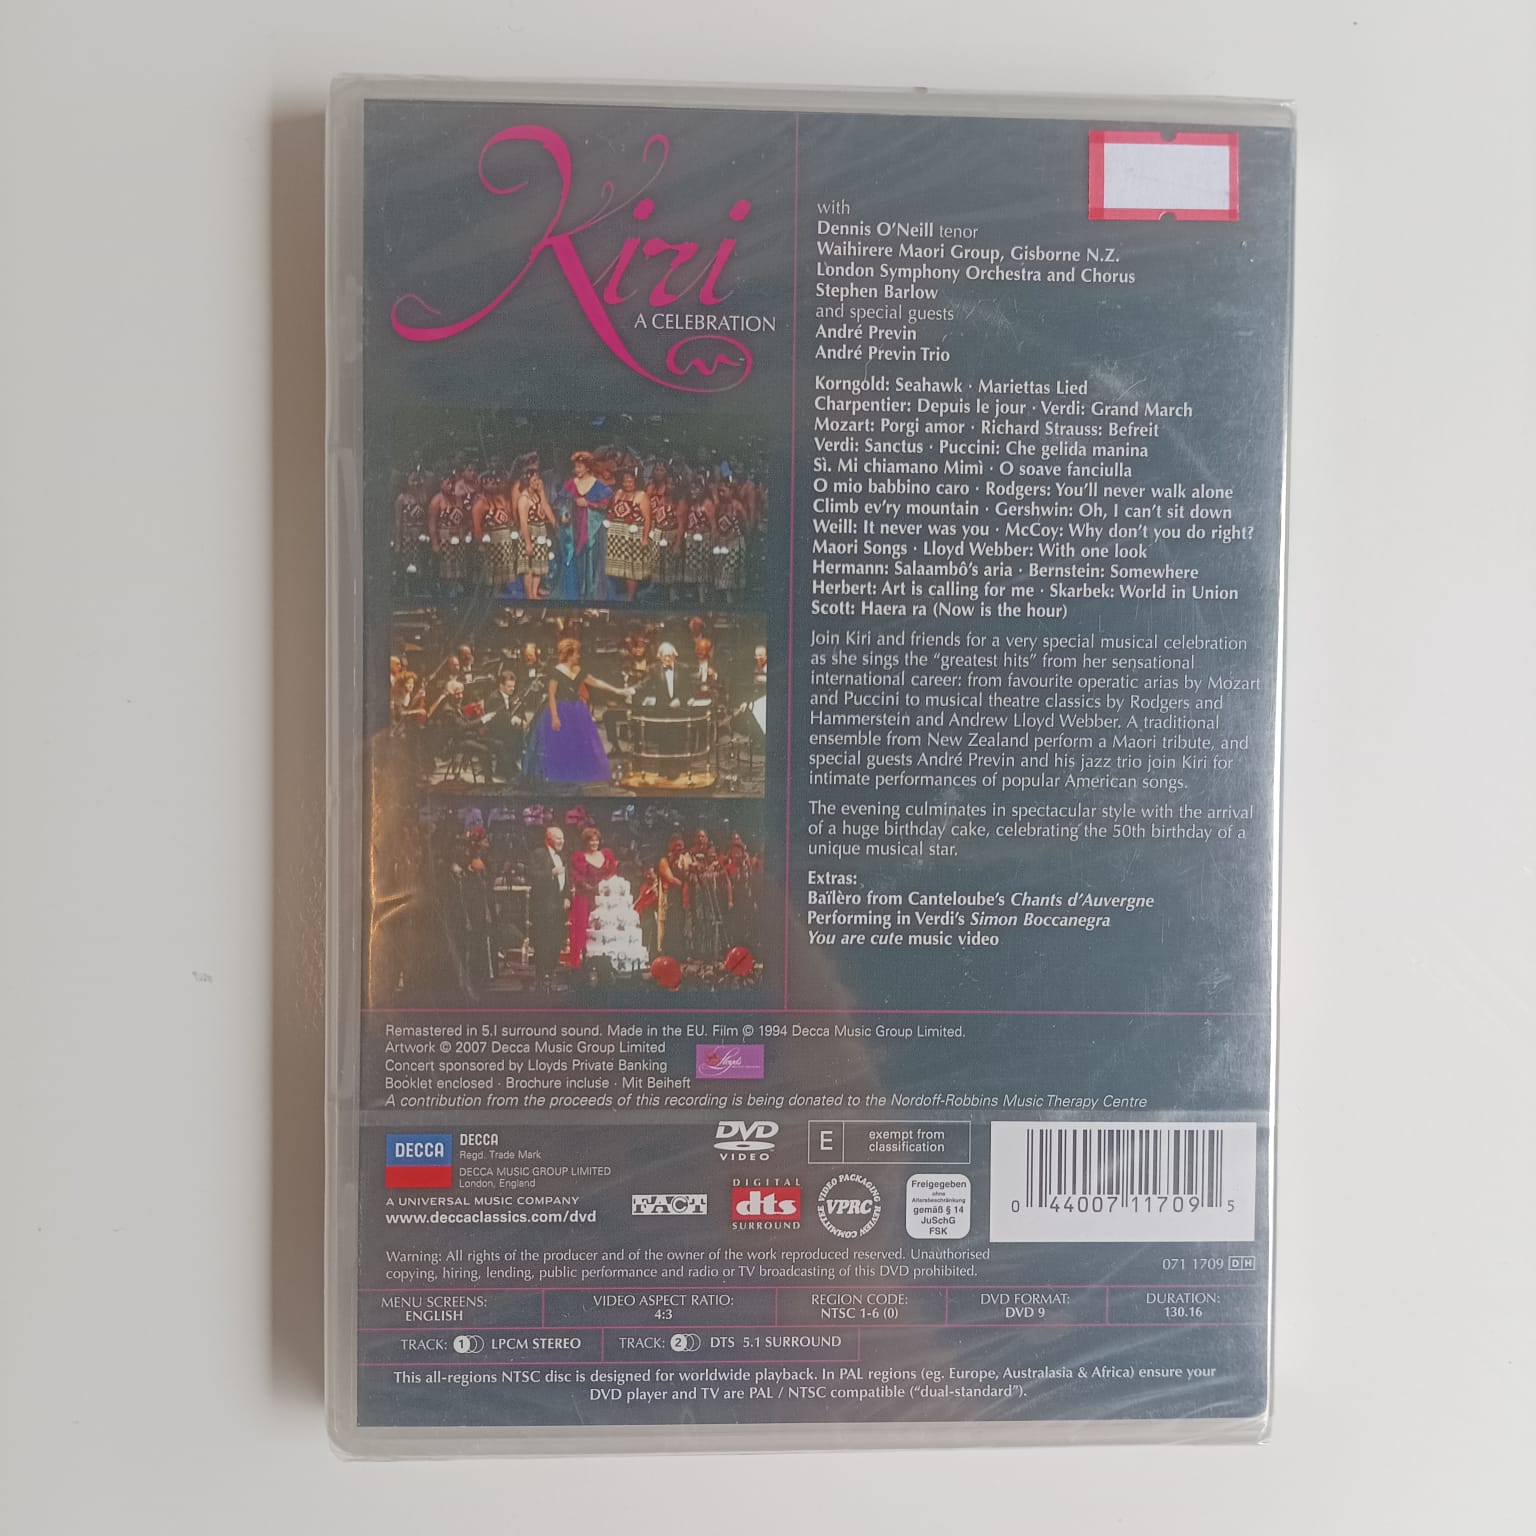 Kiri
A CELEBRATION
with
Dennis O'Neill tenor
Waihirere Maori Group, Gisborne N.Z.
London Symphony Orchestra and Chorus
Stephen Barlow
and special guests
André Previn
André Previn Trio
Korngold: Seahawk · Mariettas Lied
Charpentier: Depuis le jour · Verdi: Grand March
Mozart: Porgi amor · Richard Strauss: Befreit
Verdi: Sanctus · Puccini: Che gelida manina
Sì. Mi chiamano Mimì · O soave fanciulla
O mio babbino caro · Rodgers: You'll never walk alone
Climb ev'ry mountain · Gershwin: Oh, I can't sit down
Weill: It never was you · McCoy: Why don't you do right?
Maori Songs · Lloyd Webber: With one look
Hermann: Salaambô's aria · Bernstein: Somewhere
Herbert: Art is calling for me · Skarbek: World in Union
Scott: Haera ra (Now is the hour)
Join Kiri and friends for a very special musical celebration
as she sings the "greatest hits" from her sensational
international career: from favourite operatic arias by Mozart
and Puccini to musical theatre classics by Rodgers and
Hammerstein and Andrew Lloyd Webber. A traditional
ensemble from New Zealand perform a Maori tribute, and
special guests André Previn and his jazz trio join Kiri for
intimate performances of popular American songs.
The evening culminates in spectacular style with the arrival
of a huge birthday cake, celebrating the 50th birthday of a
unique musical star.
Extras:
Baïlèro from Canteloube's Chants d'Auvergne
Performing in Verdi's Simon Boccanegra
You are cute music video
Remastered in 5.1 surround sound. Made in the EU. Film © 1994 Decca Music Group Limited.
Artwork © 2007 Decca Music Group Limited
Concert sponsored by Lloyds Private Banking
Lloyds
Booklet enclosed · Brochure incluse · Mit Beiheft
A contribution from the proceeds of this recording is being donated to the Nordoff-Robbins Music Therapy Centre
DECCA
DECCA
Regd. Trade Mark
DECCA MUSIC GROUP LIMITED
London, England
A UNIVERSAL MUSIC COMPANY
www.deccaclassics.com/dvd
FACT
DVD
VIDEO
DIGITAL
dts
SURROUND
E
exempt from
classification
VIDEO PACKAGING REVIEW COMMITTEE
VPRC
Freigegeben
ohne
Altersbeschränkung
gemäß § 14
JuSchG
FSK
0 44007 11709 5
Warning: All rights of the producer and of the owner of the work reproduced reserved. Unauthorised
copying, hiring, lending, public performance and radio or TV broadcasting of this DVD prohibited.
071 1709 DH
MENU SCREENS:
ENGLISH
VIDEO ASPECT RATIO:
4:3
REGION CODE:
NTSC 1-6 (0)
DVD FORMAT:
DVD 9
DURATION:
130.16
TRACK: 1 LPCM STEREO
TRACK: 2 DTS 5.1 SURROUND
This all-regions NTSC disc is designed for worldwide playback. In PAL regions (eg. Europe, Australasia & Africa) ensure your
DVD player and TV are PAL / NTSC compatible ("dual-standard").